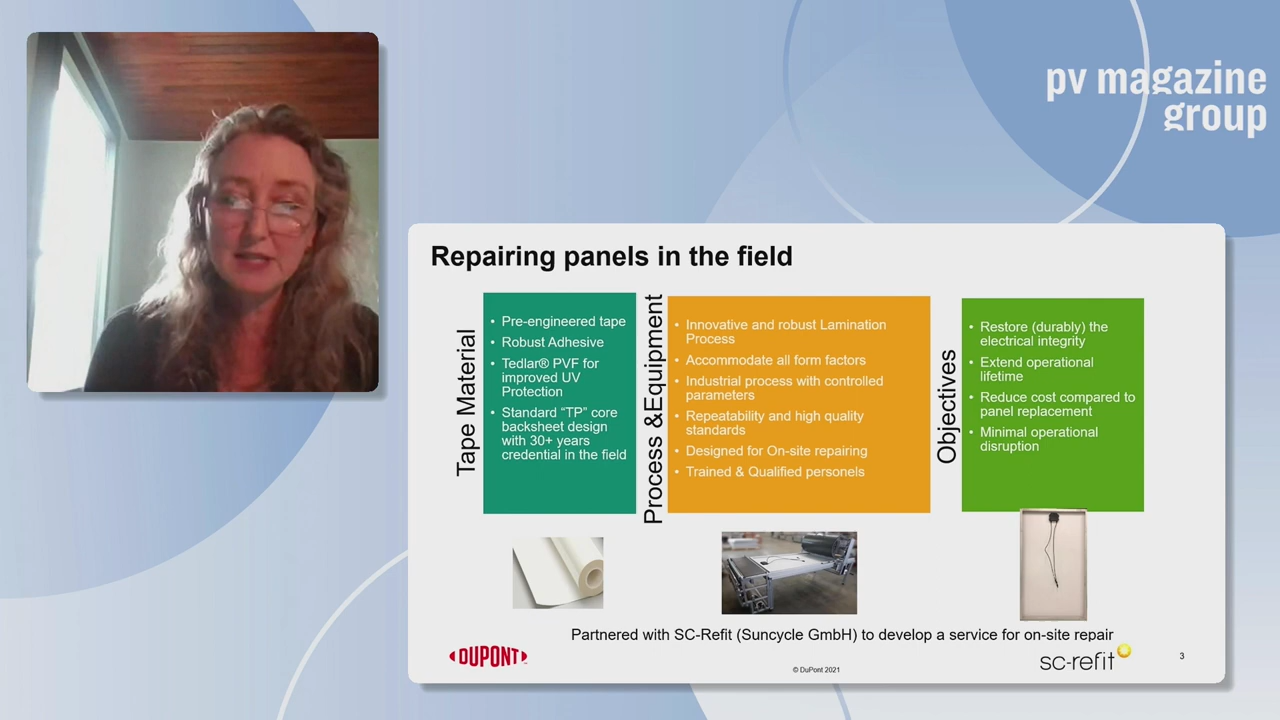 pv magazine
group
Repairing panels in the field
Tape Material
• Pre-engineered tape
• Robust Adhesive
• Tedlar® PVF for
improved UV
Protection
• Standard “TP” core
backsheet design
with 30+ years
credential in the field
Process &Equipment
• Innovative and robust Lamination
Process
• Accommodate all form factors
• Industrial process with controlled
parameters
• Repeatability and high quality
standards
• Designed for On-site repairing
• Trained & Qualified personels
Objectives
• Restore (durably) the
electrical integrity
• Extend operational
lifetime
• Reduce cost compared to
panel replacement
• Minimal operational
disruption
Partnered with SC-Refit (Suncycle GmbH) to develop a service for on-site repair
DUPONT
© DuPont 2021
sc-refit
3